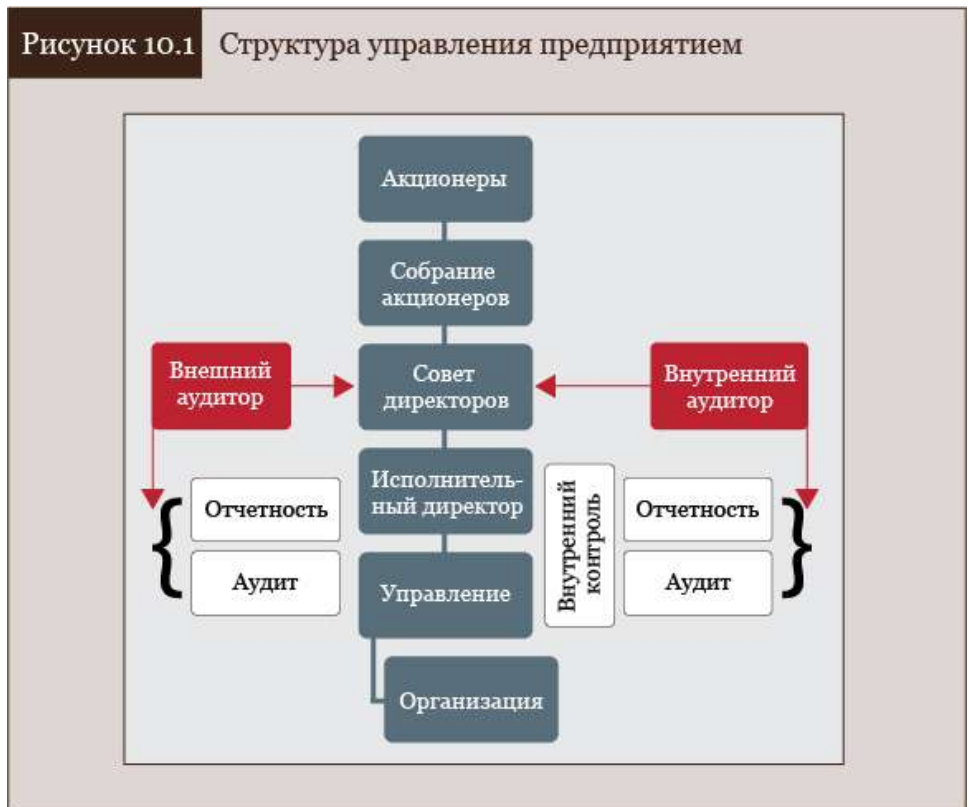 Рисунок 10.1
Структура управления предприятием
Акционеры
Собрание
акционеров
Внешний
аудитор
Совет
директоров
Внутренний
аудитор
Исполнитель-
ный директор
Отчетность
Аудит
Внутренний
контроль
Отчетность
Аудит
Управление
Организация